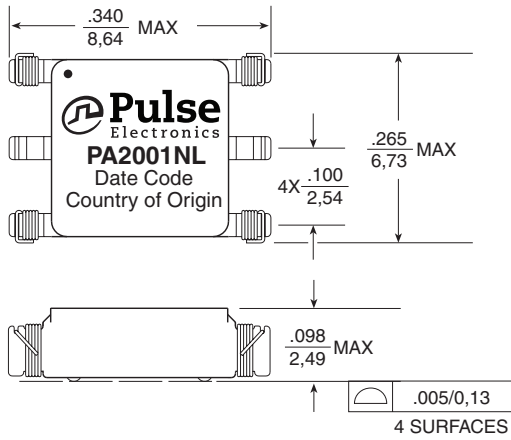 .340
8,64 MAX
Pulse
Electronics
PA2001NL
Date Code
Country of Origin
.265
6,73 MAX
4X .100
2,54
.098
2,49 MAX
.005/0,13
4 SURFACES